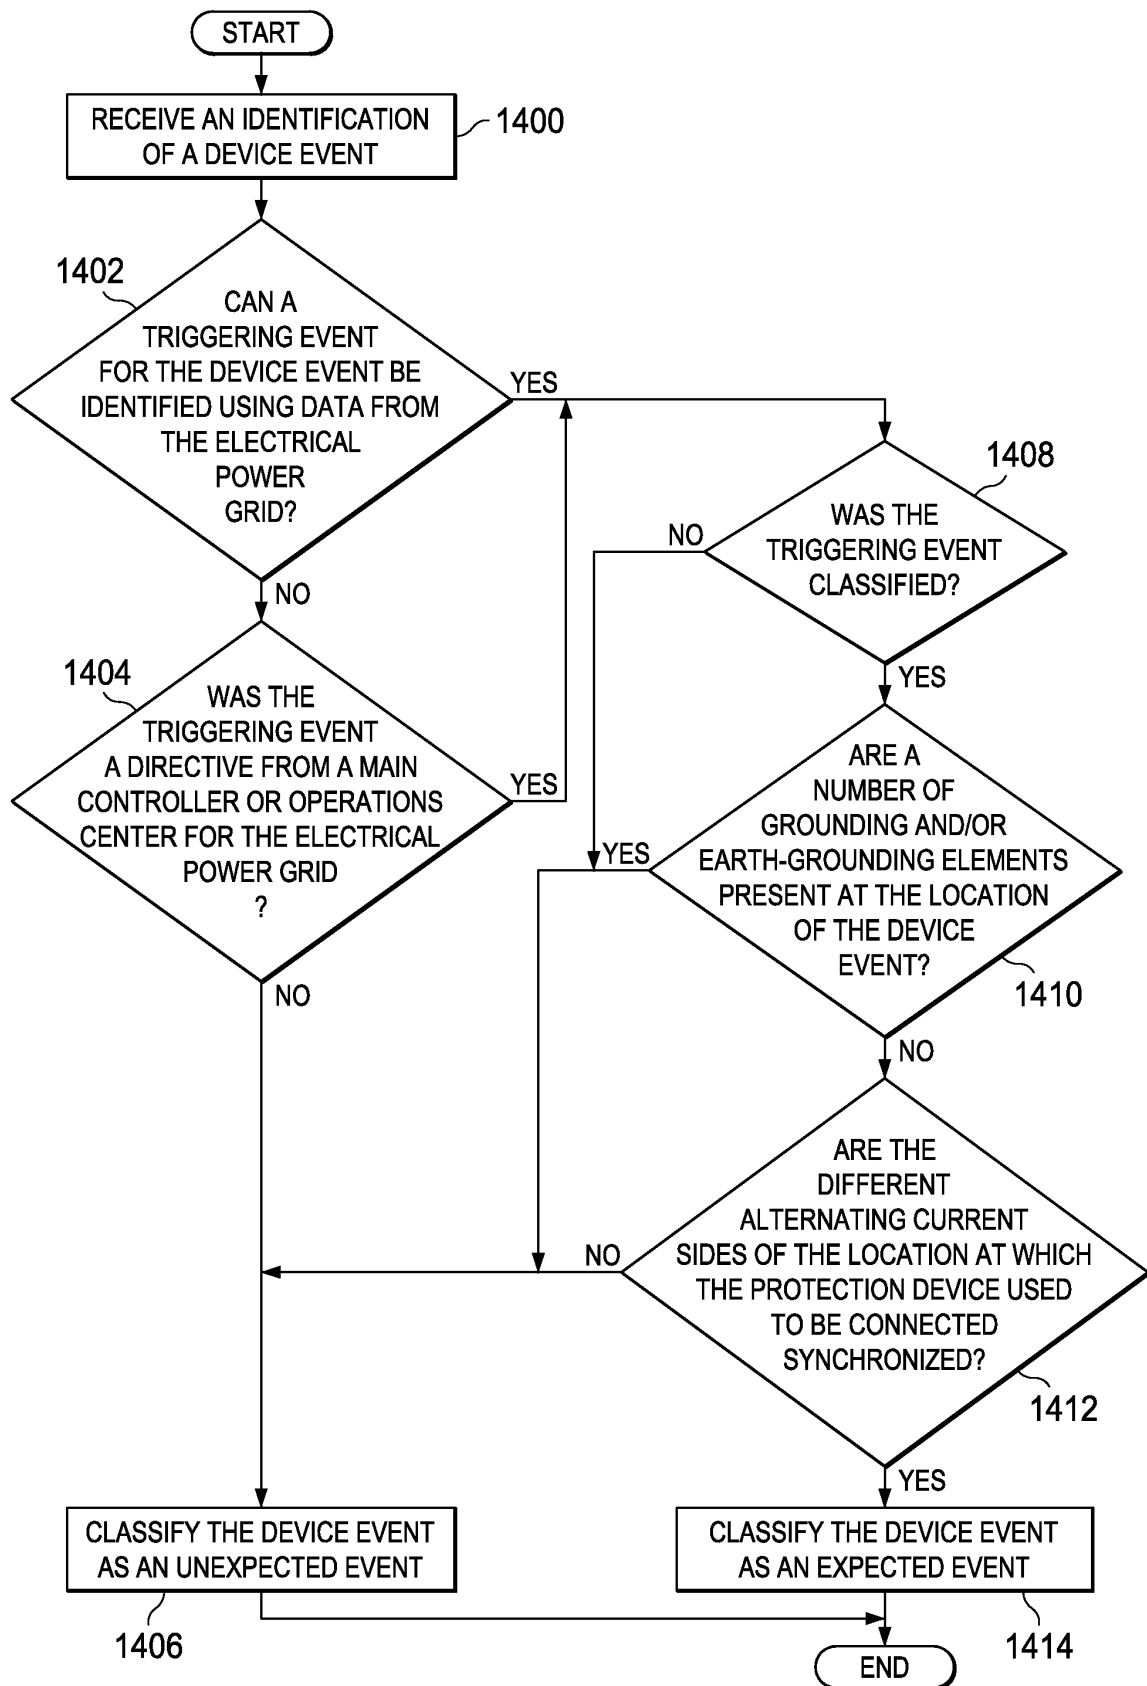 START
RECEIVE AN IDENTIFICATION
OF A DEVICE EVENT
1400
1402
CAN A
TRIGGERING EVENT
FOR THE DEVICE EVENT BE
IDENTIFIED USING DATA FROM
THE ELECTRICAL
POWER
GRID?
YES
NO
1404
WAS THE
TRIGGERING EVENT
A DIRECTIVE FROM A MAIN
CONTROLLER OR OPERATIONS
CENTER FOR THE ELECTRICAL
POWER GRID
?
YES
NO
1408
WAS THE
TRIGGERING EVENT
CLASSIFIED?
NO
YES
ARE A
NUMBER OF
GROUNDING AND/OR
EARTH-GROUNDING ELEMENTS
PRESENT AT THE LOCATION
OF THE DEVICE
EVENT?
YES
1410
NO
ARE THE
DIFFERENT
ALTERNATING CURRENT
SIDES OF THE LOCATION AT WHICH
THE PROTECTION DEVICE USED
TO BE CONNECTED
SYNCHRONIZED?
NO
1412
YES
CLASSIFY THE DEVICE EVENT
AS AN UNEXPECTED EVENT
1406
CLASSIFY THE DEVICE EVENT
AS AN EXPECTED EVENT
1414
END